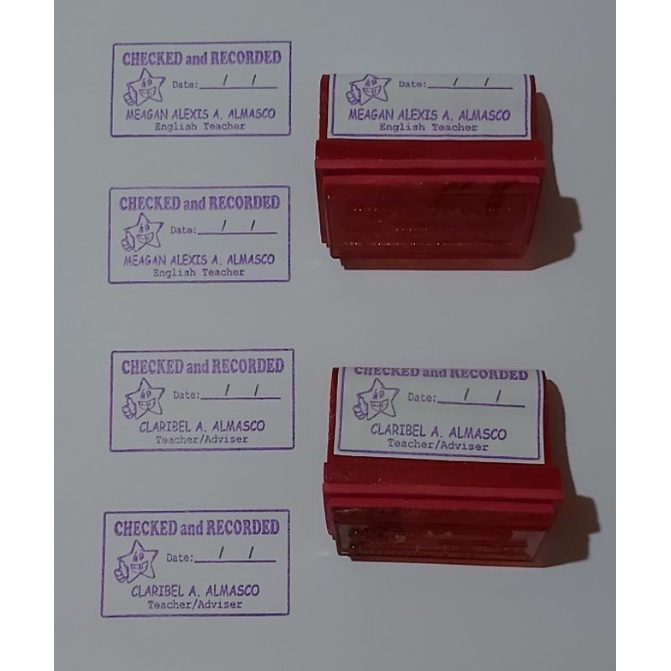 CHECKED and RECORDED
Date: / /
MEAGAN ALEXIS A. ALMASCO
English Teacher
Date: / /
MEAGAN ALEXIS A. ALMASCO
English Teacher
CHECKED and RECORDED
Date: / /
MEAGAN ALEXIS A. ALMASCO
English Teacher
CHECKED and RECORDED
Date: / /
CLARIBEL A. ALMASCO
Teacher/Adviser
CHECKED and RECORDED
Date: / /
CLARIBEL A. ALMASCO
Teacher/Adviser
CHECKED and RECORDED
Date: / /
CLARIBEL A. ALMASCO
Teacher/Adviser